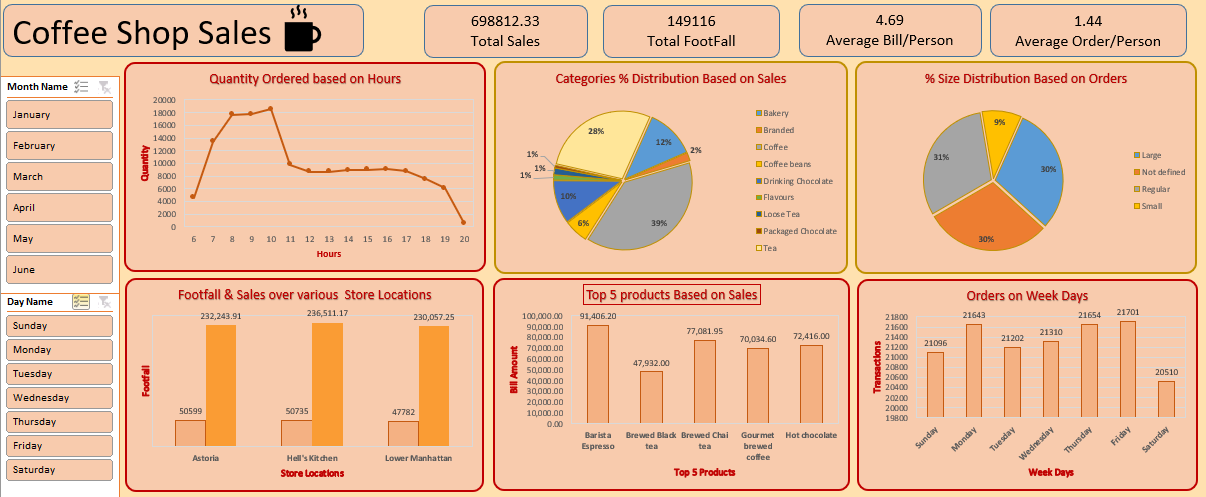 Coffee Shop Sales
698812.33
Total Sales
149116
Total FootFall
4.69
Average Bill/Person
1.44
Average Order/Person
Month Name
January
February
March
April
May
June
Day Name
Sunday
Monday
Tuesday
Wednesday
Thursday
Friday
Saturday
Quantity Ordered based on Hours
Quantity
20000
18000
16000
14000
12000
10000
8000
6000
4000
2000
0
6 7 8 9 10 11 12 13 14 15 16 17 18 19 20
Hours
Categories % Distribution Based on Sales
28%
12%
2%
39%
6%
10%
1%
1%
1%
Bakery
Branded
Coffee
Coffee beans
Drinking Chocolate
Flavours
Loose Tea
Packaged Chocolate
Tea
% Size Distribution Based on Orders
9%
30%
30%
31%
Large
Not defined
Regular
Small
Footfall & Sales over various Store Locations
Footfall
232,243.91
236,511.17
230,057.25
50599
50735
47782
Astoria Hell's Kitchen Lower Manhattan
Store Locations
Top 5 products Based on Sales
Bill Amount
100,000.00
90,000.00
80,000.00
70,000.00
60,000.00
50,000.00
40,000.00
30,000.00
20,000.00
10,000.00
0.00
91,406.20
47,932.00
77,081.95
70,034.60
72,416.00
Barista Espresso
Brewed Black tea
Brewed Chai tea
Gourmet brewed coffee
Hot chocolate
Top 5 Products
Orders on Week Days
Transactions
21800
21600
21400
21200
21000
20800
20600
20400
20200
20000
19800
21096
21643
21202
21310
21654
21701
20510
Sunday
Monday
Tuesday
Wednesday
Thursday
Friday
Saturday
Week Days